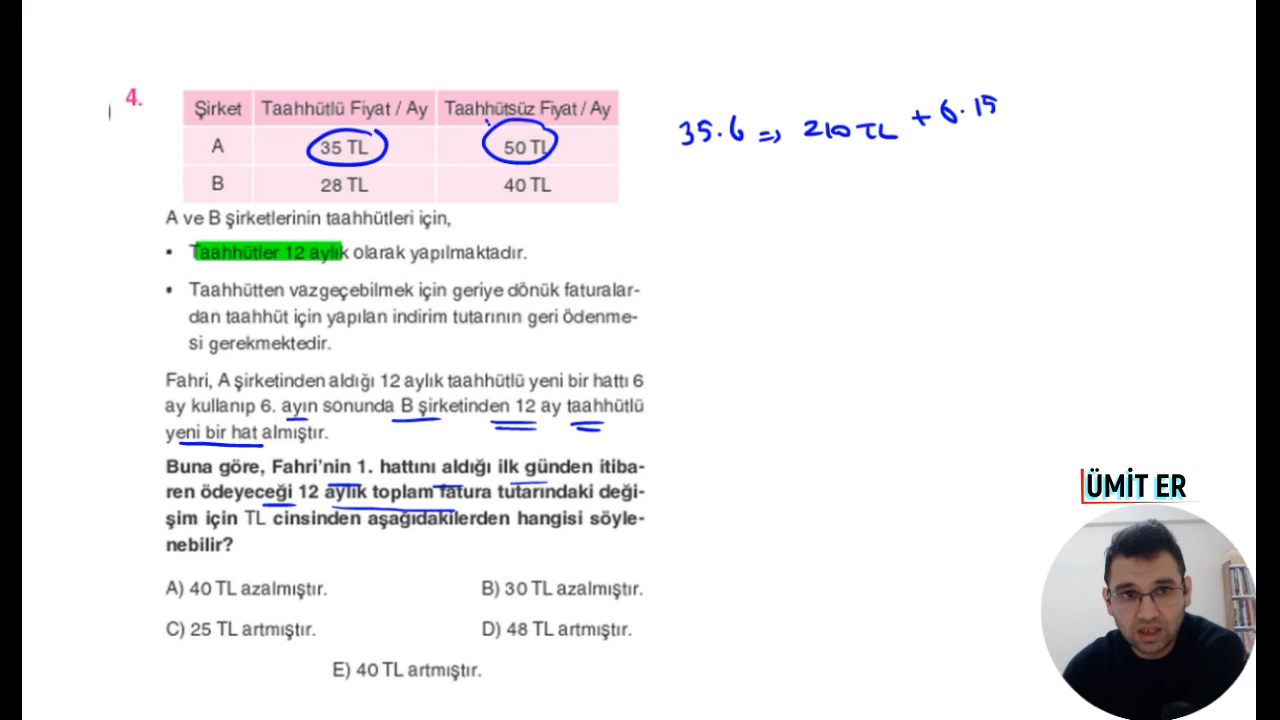 4.
Şirket Taahhütlü Fiyat / Ay Taahhütsüz Fiyat / Ay
A 35 TL 50 TL
B 28 TL 40 TL
35.6 => 210 TL + 6.15
A ve B şirketlerinin taahhütleri için,
• Taahhütler 12 aylık olarak yapılmaktadır.
• Taahhütten vazgeçebilmek için geriye dönük faturalar-
dan taahhüt için yapılan indirim tutarının geri ödenme-
si gerekmektedir.
Fahri, A şirketinden aldığı 12 aylık taahhütlü yeni bir hattı 6
ay kullanıp 6. ayın sonunda B şirketinden 12 ay taahhütlü
yeni bir hat almıştır.
Buna göre, Fahri'nin 1. hattını aldığı ilk günden itiba-
ren ödeyeceği 12 aylık toplam fatura tutarındaki deği-
şim için TL cinsinden aşağıdakilerden hangisi söyle-
nebilir?
A) 40 TL azalmıştır. B) 30 TL azalmıştır.
C) 25 TL artmıştır. D) 48 TL artmıştır.
E) 40 TL artmıştır.
ÜMİT ER